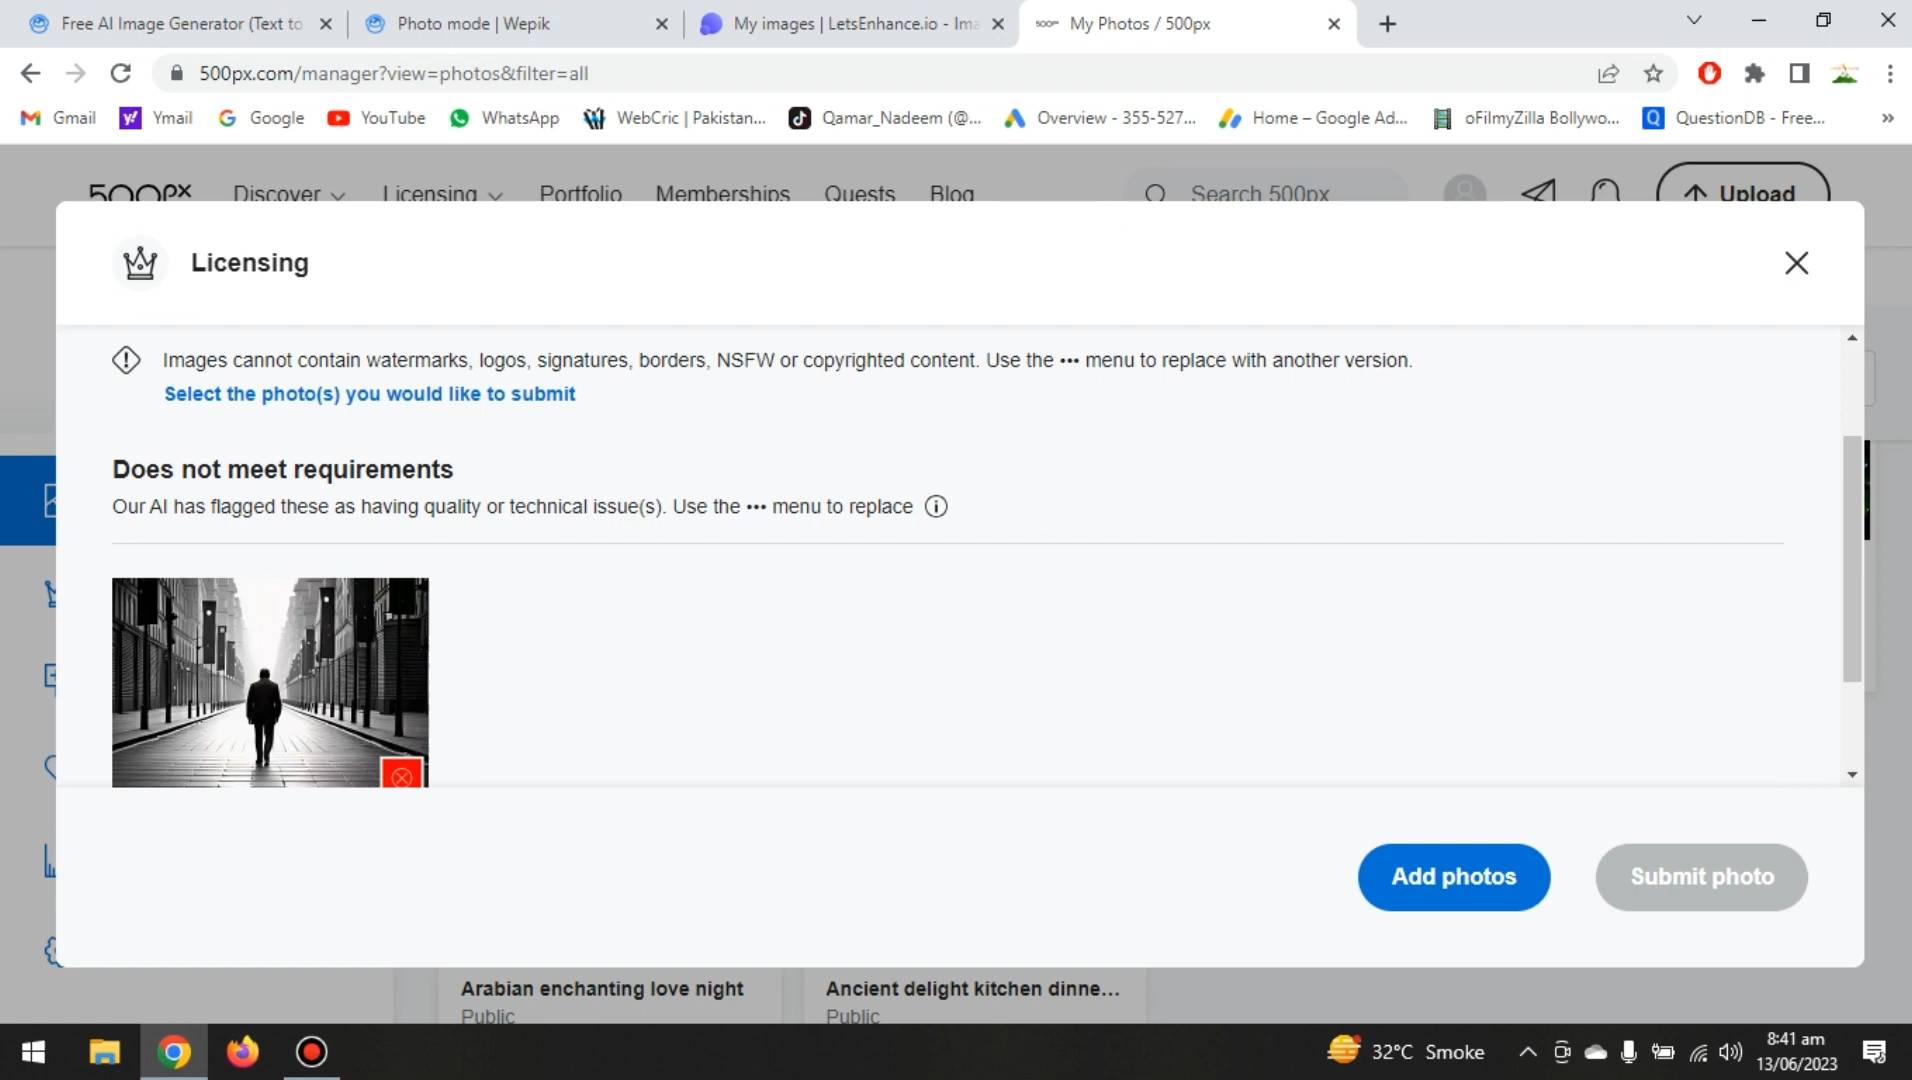 Free AI Image Generator (Text to
Photo mode | Wepik
My images | LetsEnhance.io - Ima
My Photos / 500px
500px.com/manager?view=photos&filter=all
Gmail
Ymail
Google
YouTube
WhatsApp
WebCric | Pakistan...
Qamar_Nadeem (@...
Overview - 355-527...
Home – Google Ad...
oFilmyZilla Bollywo...
QuestionDB - Free...
500px
Discover
Licensing
Portfolio
Memberships
Quests
Blog
Search 500px
Upload
Licensing
Images cannot contain watermarks, logos, signatures, borders, NSFW or copyrighted content. Use the ••• menu to replace with another version.
Select the photo(s) you would like to submit
Does not meet requirements
Our AI has flagged these as having quality or technical issue(s). Use the ••• menu to replace
Add photos
Submit photo
Arabian enchanting love night
Public
Ancient delight kitchen dinne...
Public
32°C Smoke
8:41 am
13/06/2023